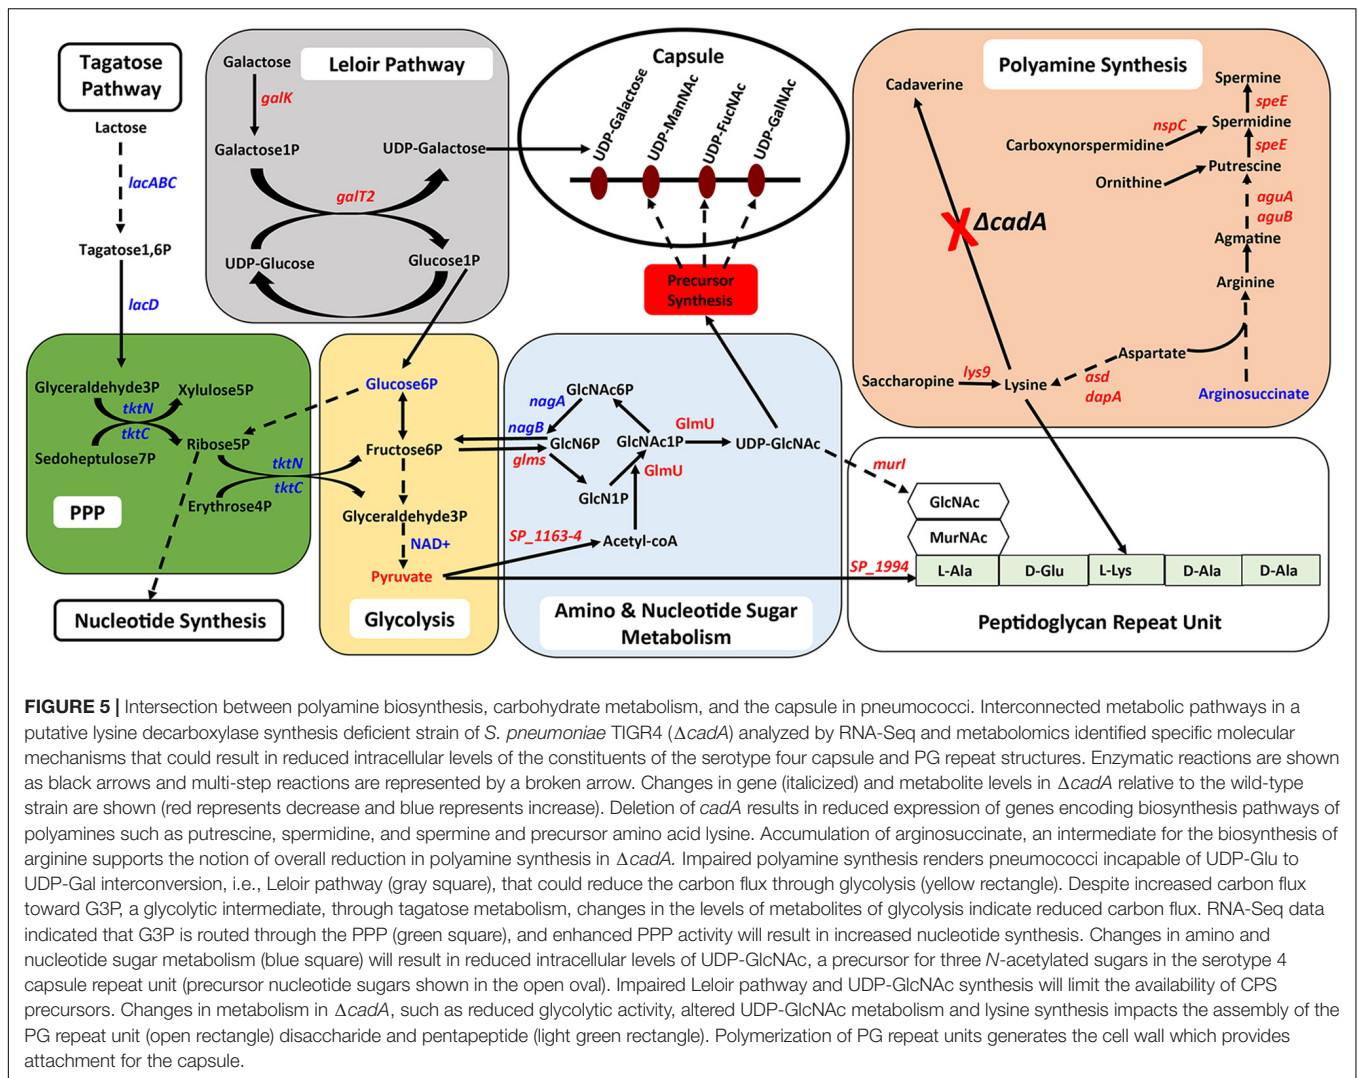 Tagatose
Pathway
Lactose
lacABC
Tagatose1,6P
lacD
Leloir Pathway
Galactose
galK
Galactose1P
UDP-Galactose
galT2
UDP-Glucose
Glucose1P
Capsule
UDP-Galactose
UDP-ManNAc
UDP-FucNAc
UDP-GalNAc
Precursor
Synthesis
Polyamine Synthesis
Cadaverine
Spermine
speE
nspC
Spermidine
Carboxynorspermidine
speE
Putrescine
Ornithine
aguA
aguB
X ΔcadA
Agmatine
Arginine
Aspartate
lys9
Saccharopine
Lysine
asd
dapA
Arginosuccinate
Glyceraldehyde3P
Xylulose5P
tktN
tktC
Ribose5P
Sedoheptulose7P
tktN
tktC
Erythrose4P
PPP
Nucleotide Synthesis
Glucose6P
Fructose6P
Glyceraldehyde3P
NAD+
Pyruvate
Glycolysis
GlcNAc6P
nagA
nagB
GlcN6P
glms
GlcNAc1P
GlmU
UDP-GlcNAc
GlmU
GlcN1P
SP_1163-4
Acetyl-coA
Amino & Nucleotide Sugar
Metabolism
murI
GlcNAc
MurNAc
SP_1994
L-Ala
D-Glu
L-Lys
D-Ala
D-Ala
Peptidoglycan Repeat Unit
FIGURE 5 | Intersection between polyamine biosynthesis, carbohydrate metabolism, and the capsule in pneumococci. Interconnected metabolic pathways in a
putative lysine decarboxylase synthesis deficient strain of S. pneumoniae TIGR4 (ΔcadA) analyzed by RNA-Seq and metabolomics identified specific molecular
mechanisms that could result in reduced intracellular levels of the constituents of the serotype four capsule and PG repeat structures. Enzymatic reactions are shown
as black arrows and multi-step reactions are represented by a broken arrow. Changes in gene (italicized) and metabolite levels in ΔcadA relative to the wild-type
strain are shown (red represents decrease and blue represents increase). Deletion of cadA results in reduced expression of genes encoding biosynthesis pathways of
polyamines such as putrescine, spermidine, and spermine and precursor amino acid lysine. Accumulation of arginosuccinate, an intermediate for the biosynthesis of
arginine supports the notion of overall reduction in polyamine synthesis in ΔcadA. Impaired polyamine synthesis renders pneumococci incapable of UDP-Glu to
UDP-Gal interconversion, i.e., Leloir pathway (gray square), that could reduce the carbon flux through glycolysis (yellow rectangle). Despite increased carbon flux
toward G3P, a glycolytic intermediate, through tagatose metabolism, changes in the levels of metabolites of glycolysis indicate reduced carbon flux. RNA-Seq data
indicated that G3P is routed through the PPP (green square), and enhanced PPP activity will result in increased nucleotide synthesis. Changes in amino and
nucleotide sugar metabolism (blue square) will result in reduced intracellular levels of UDP-GlcNAc, a precursor for three N-acetylated sugars in the serotype 4
capsule repeat unit (precursor nucleotide sugars shown in the open oval). Impaired Leloir pathway and UDP-GlcNAc synthesis will limit the availability of CPS
precursors. Changes in metabolism in ΔcadA, such as reduced glycolytic activity, altered UDP-GlcNAc metabolism and lysine synthesis impacts the assembly of the
PG repeat unit (open rectangle) disaccharide and pentapeptide (light green rectangle). Polymerization of PG repeat units generates the cell wall which provides
attachment for the capsule.